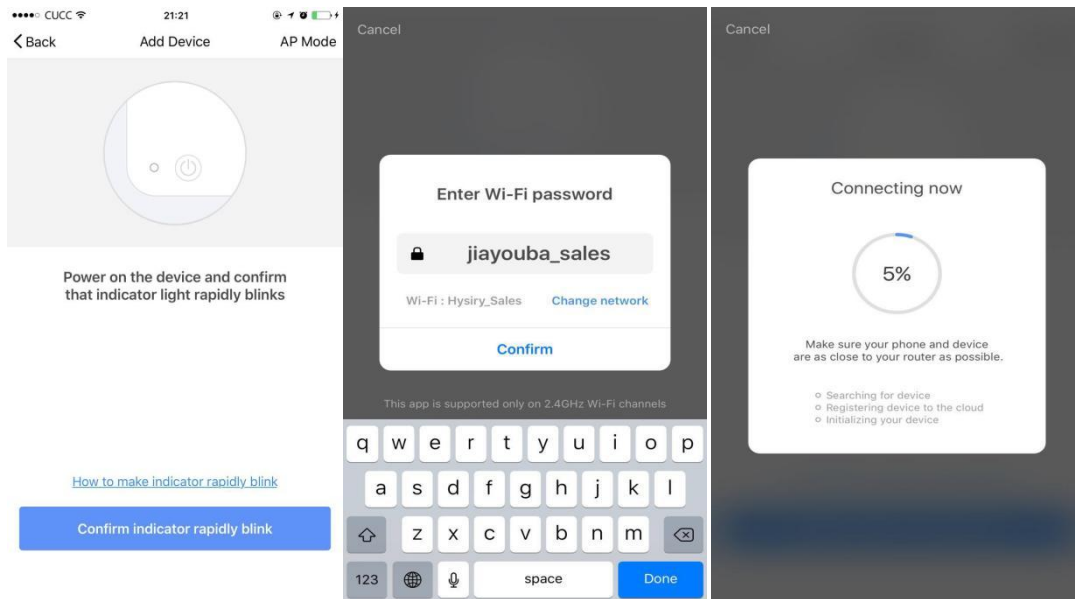 CUCC 21:21
Back Add Device AP Mode
Power on the device and confirm
that indicator light rapidly blinks
How to make indicator rapidly blink
Confirm indicator rapidly blink
Cancel
Enter Wi-Fi password
jiayouba_sales
Wi-Fi : Hysiry_Sales Change network
Confirm
This app is supported only on 2.4GHz Wi-Fi channels
q w e r t y u i o p
a s d f g h j k l
z x c v b n m
123 space Done
Cancel
Connecting now
5%
Make sure your phone and device
are as close to your router as possible.
Searching for device
Registering device to the cloud
Initializing your device